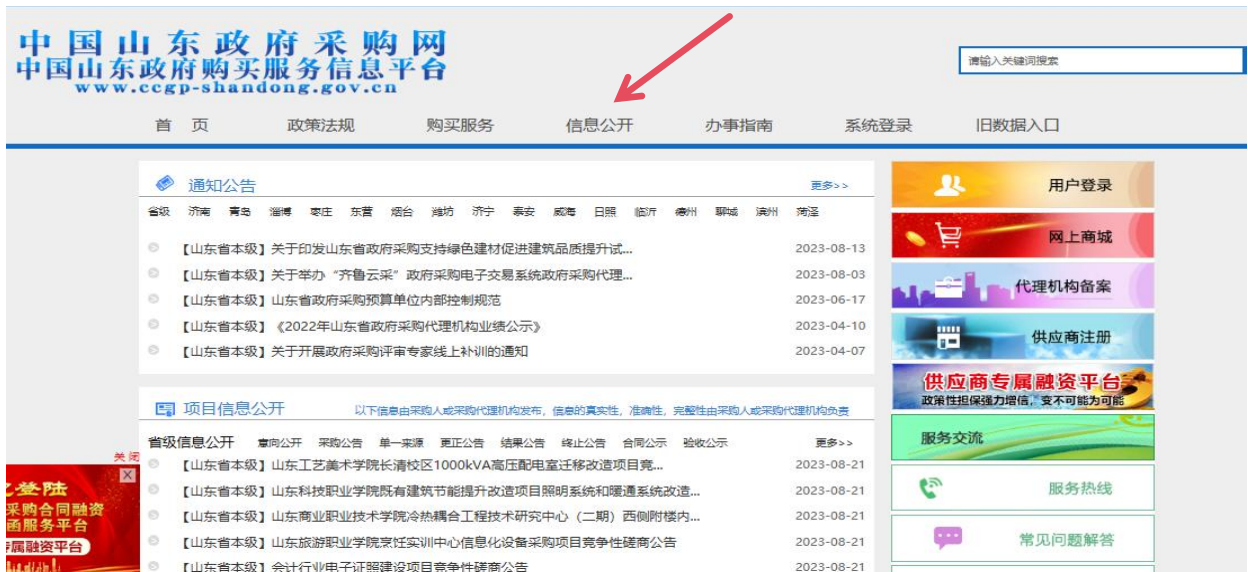 中国山东政府采购网
中国山东政府购买服务信息平台
www.ccgp-shandong.gov.cn
请输入关键词搜索
首 页 政策法规 购买服务 信息公开 办事指南 系统登录 旧数据入口
通知公告 更多>>
省级 济南 青岛 淄博 枣庄 东营 烟台 潍坊 济宁 泰安 威海 日照 临沂 德州 聊城 滨州 菏泽
【山东省本级】关于印发山东省政府采购支持绿色建材促进建筑品质提升试... 2023-08-13
【山东省本级】关于举办“齐鲁云采”政府采购电子交易系统政府采购代理... 2023-08-03
【山东省本级】山东省政府采购预算单位内部控制规范 2023-06-17
【山东省本级】《2022年山东省政府采购代理机构业绩公示》 2023-04-10
【山东省本级】关于开展政府采购评审专家线上补训的通知 2023-04-07
项目信息公开 以下信息由采购人或采购代理机构发布，信息的真实性，准确性，完整性由采购人或采购代理机构负责
省级信息公开 意向公开 采购公告 单一来源 更正公告 结果公告 终止公告 合同公示 验收公示 更多>>
【山东省本级】山东工艺美术学院长清校区1000kVA高压配电室迁移改造项目竞... 2023-08-21
【山东省本级】山东科技职业学院既有建筑节能提升改造项目照明系统和暖通系统改造... 2023-08-21
【山东省本级】山东商业职业技术学院冷热耦合工程技术研究中心（二期）西侧附楼内... 2023-08-21
【山东省本级】山东旅游职业学院烹饪实训中心信息化设备采购项目竞争性磋商公告 2023-08-21
【山东省本级】会计行业电子证照建设项目竞争性磋商公告 2023-08-21
用户登录
网上商城
代理机构备案
供应商注册
供应商专属融资平台
政策性担保强力增信，变不可能为可能
服务交流
服务热线
常见问题解答
关闭
登陆
采购合同融资
函服务平台
专属融资平台